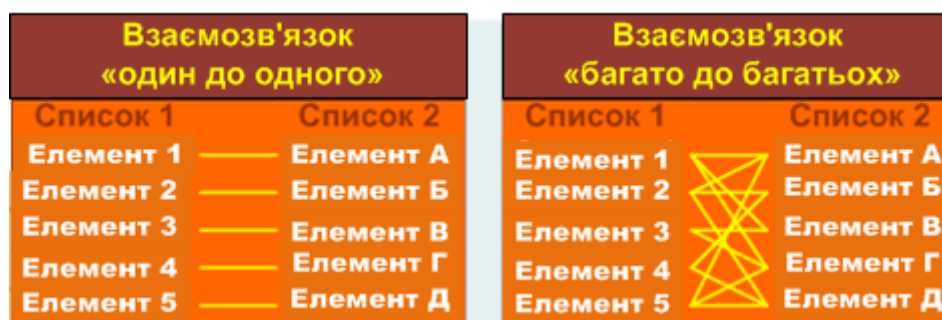 Взаємозв'язок
«один до одного»
Список 1 Список 2
Елемент 1 Елемент А
Елемент 2 Елемент Б
Елемент 3 Елемент В
Елемент 4 Елемент Г
Елемент 5 Елемент Д
Взаємозв'язок
«багато до багатьох»
Список 1 Список 2
Елемент 1 Елемент А
Елемент 2 Елемент Б
Елемент 3 Елемент В
Елемент 4 Елемент Г
Елемент 5 Елемент Д